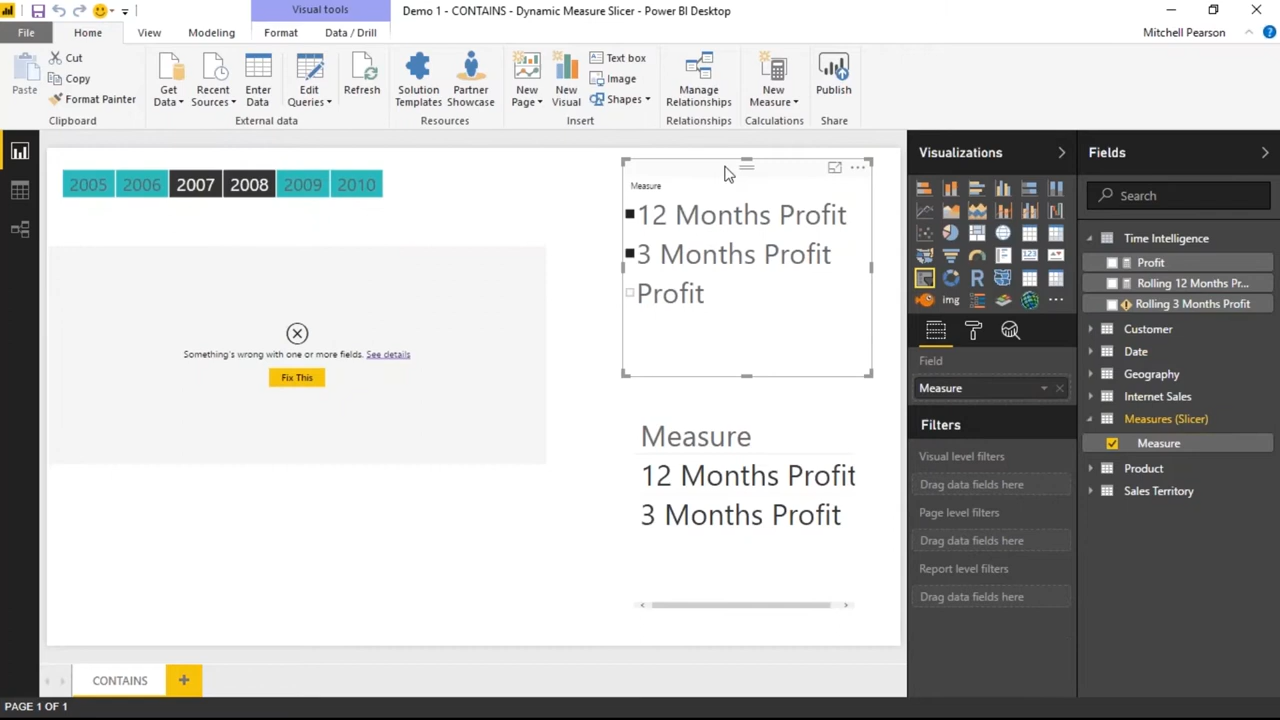 Visual tools
Demo 1 - CONTAINS - Dynamic Measure Slicer - Power BI Desktop
File
Home
View
Modeling
Format
Data / Drill
Mitchell Pearson
Paste
Cut
Copy
Format Painter
Clipboard
Get Data
Recent Sources
Enter Data
Edit Queries
Refresh
External data
Solution Templates
Partner Showcase
Resources
New Page
New Visual
Text box
Image
Shapes
Insert
Manage Relationships
Relationships
New Measure
Calculations
Publish
Share
2005
2006
2007
2008
2009
2010
Something's wrong with one or more fields. See details
Fix This
Measure
12 Months Profit
3 Months Profit
Profit
Measure
12 Months Profit
3 Months Profit
Visualizations
R
img
Field
Measure
Filters
Visual level filters
Drag data fields here
Page level filters
Drag data fields here
Report level filters
Drag data fields here
Fields
Search
Time Intelligence
Profit
Rolling 12 Months Pr...
Rolling 3 Months Profit
Customer
Date
Geography
Internet Sales
Measures (Slicer)
Measure
Product
Sales Territory
CONTAINS
PAGE 1 OF 1